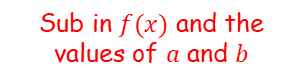 Sub in f(x) and the
values of a and b